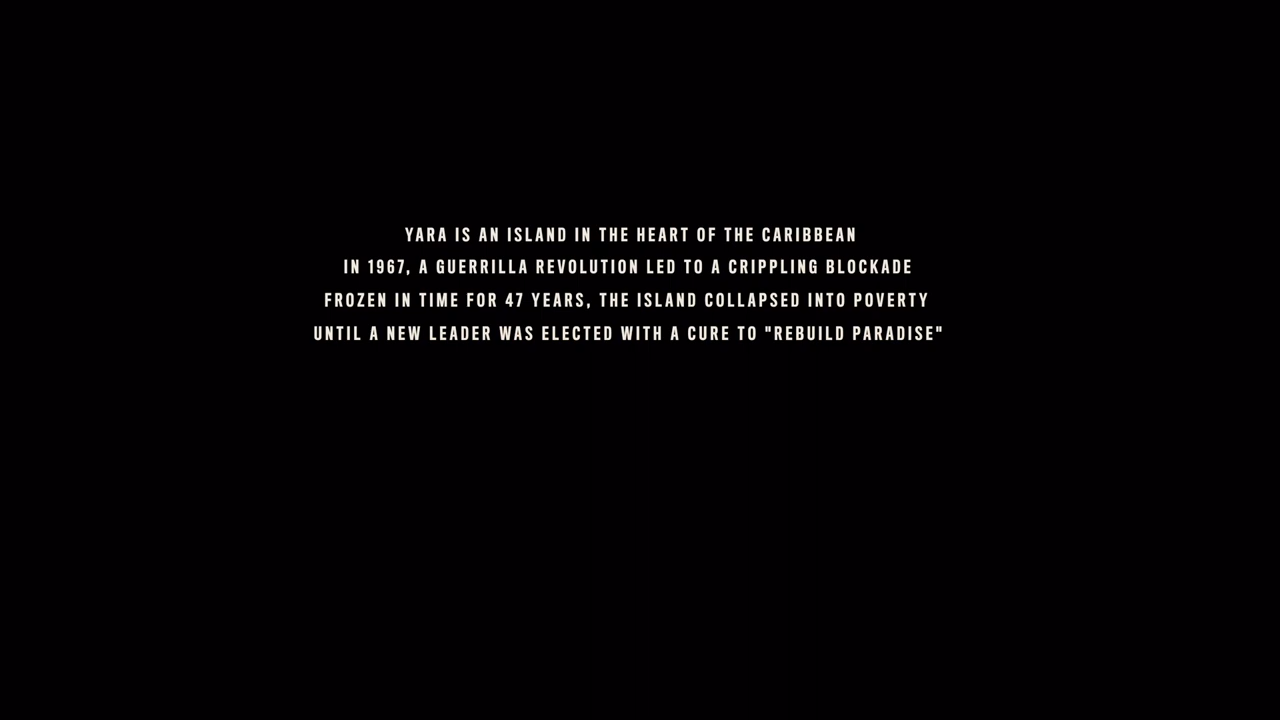 YARA IS AN ISLAND IN THE HEART OF THE CARIBBEAN
IN 1967, A GUERRILLA REVOLUTION LED TO A CRIPPLING BLOCKADE
FROZEN IN TIME FOR 47 YEARS, THE ISLAND COLLAPSED INTO POVERTY
UNTIL A NEW LEADER WAS ELECTED WITH A CURE TO "REBUILD PARADISE"